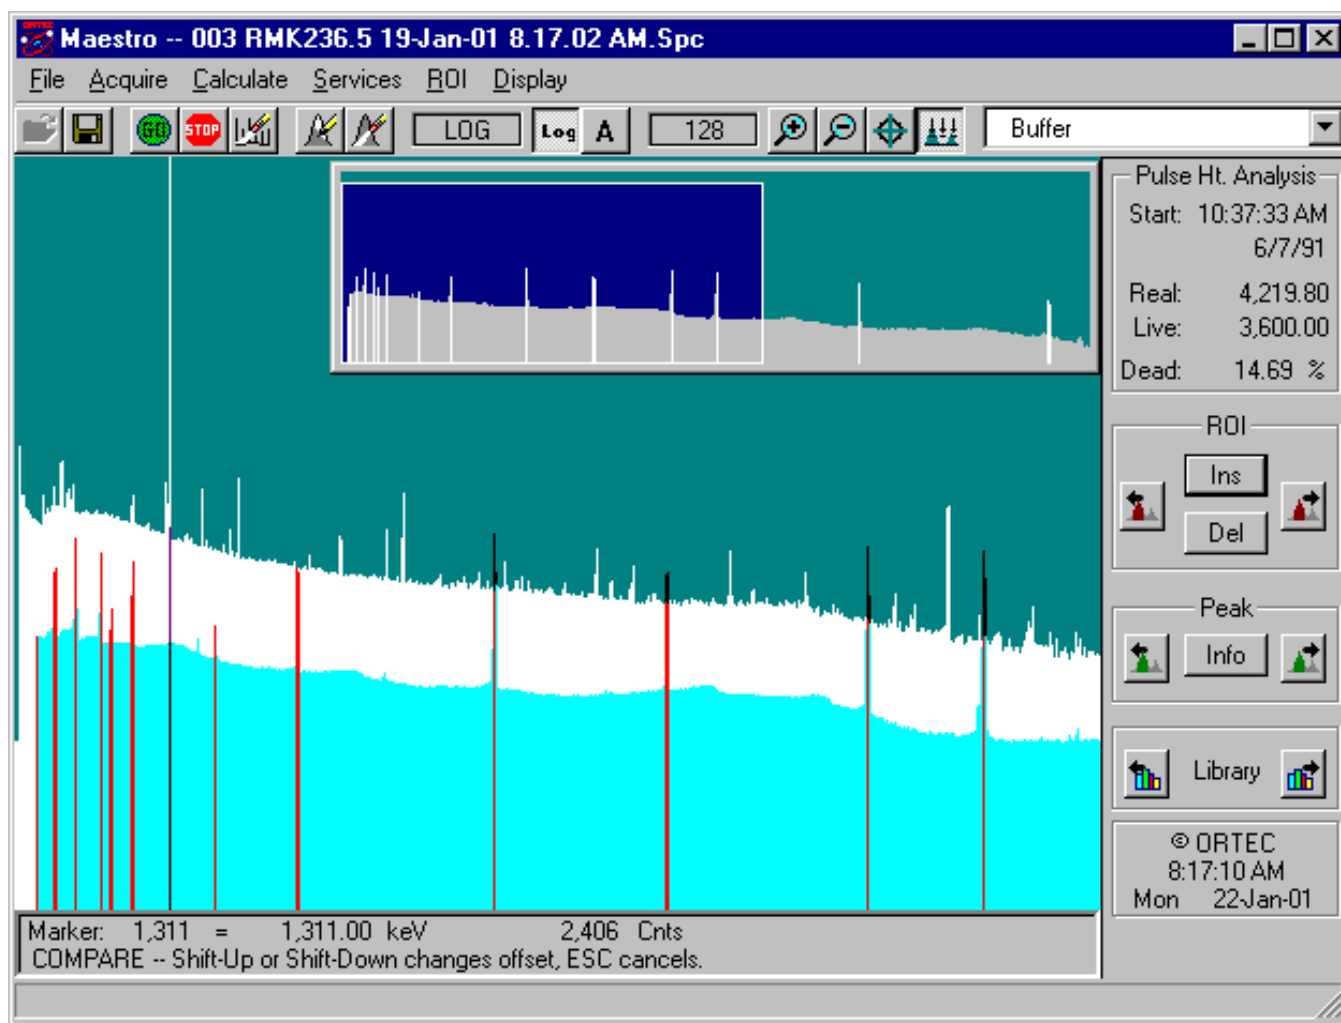 ORTEC
Maestro -- 003 RMK236.5 19-Jan-01 8.17.02 AM.Spc
File Acquire Calculate Services ROI Display
GO STOP LOG Log A 128 Buffer
Pulse Ht. Analysis
Start: 10:37:33 AM
6/7/91
Real: 4,219.80
Live: 3,600.00
Dead: 14.69 %
ROI
Ins
Del
Peak
Info
Library
© ORTEC
8:17:10 AM
Mon 22-Jan-01
Marker: 1,311 = 1,311.00 keV 2,406 Cnts
COMPARE -- Shift-Up or Shift-Down changes offset, ESC cancels.